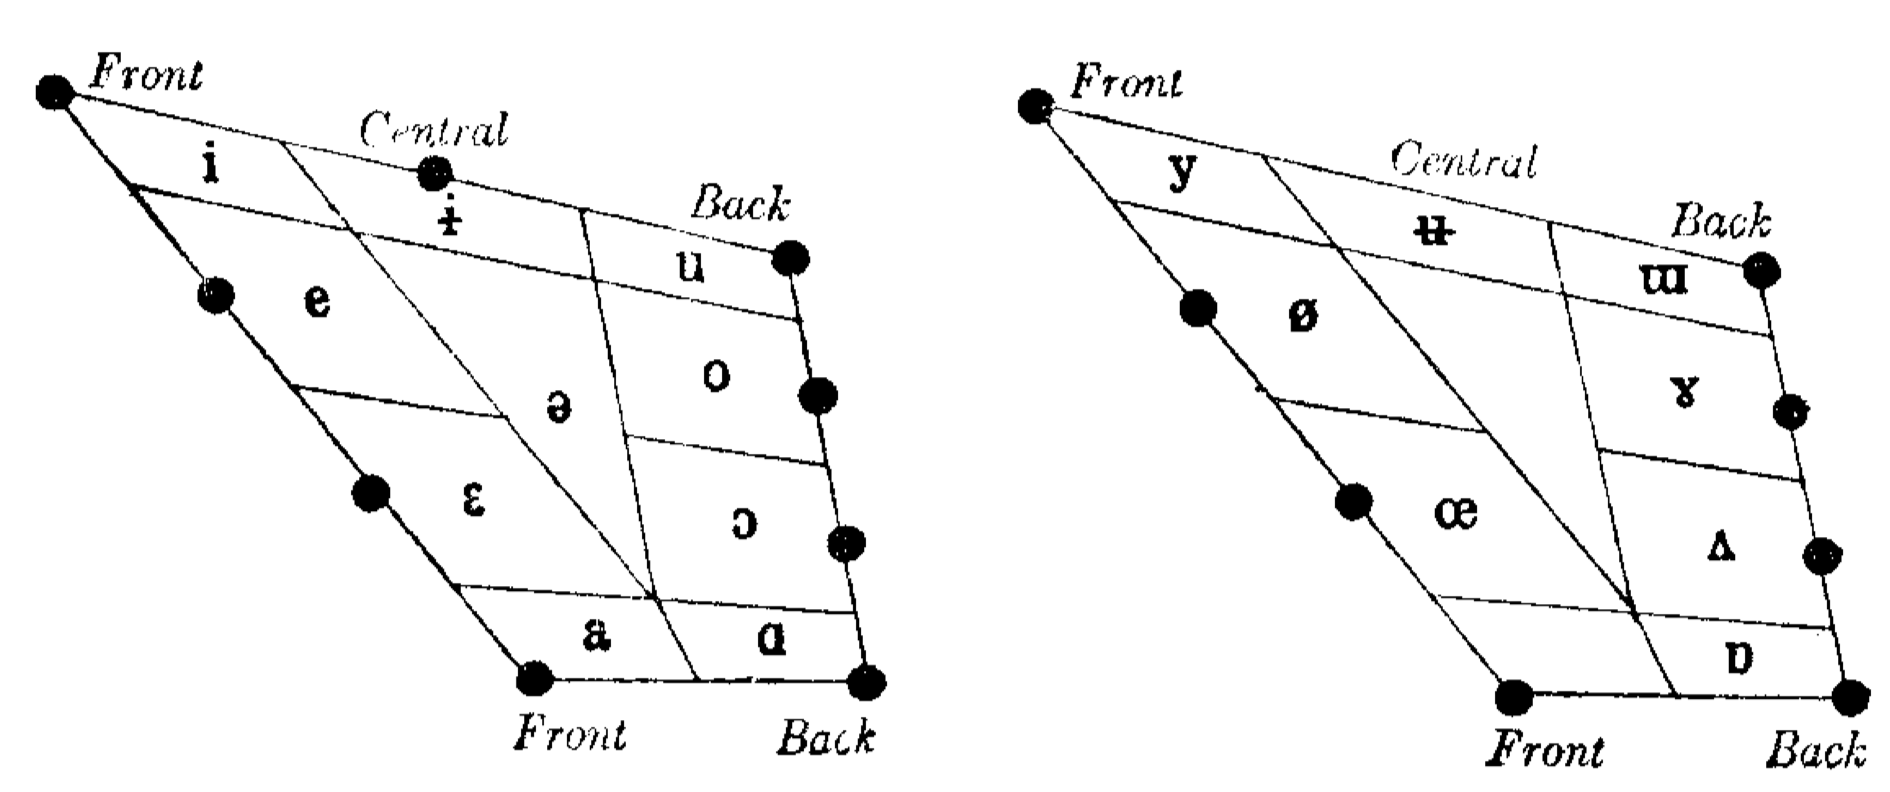 Front
Central
Back
i
ɨ
u
e
o
ə
ɛ
ɔ
a
ɑ
Front
Back
Front
Central
Back
y
ʉ
ɯ
ø
ɤ
œ
ʌ
ɒ
Front
Back